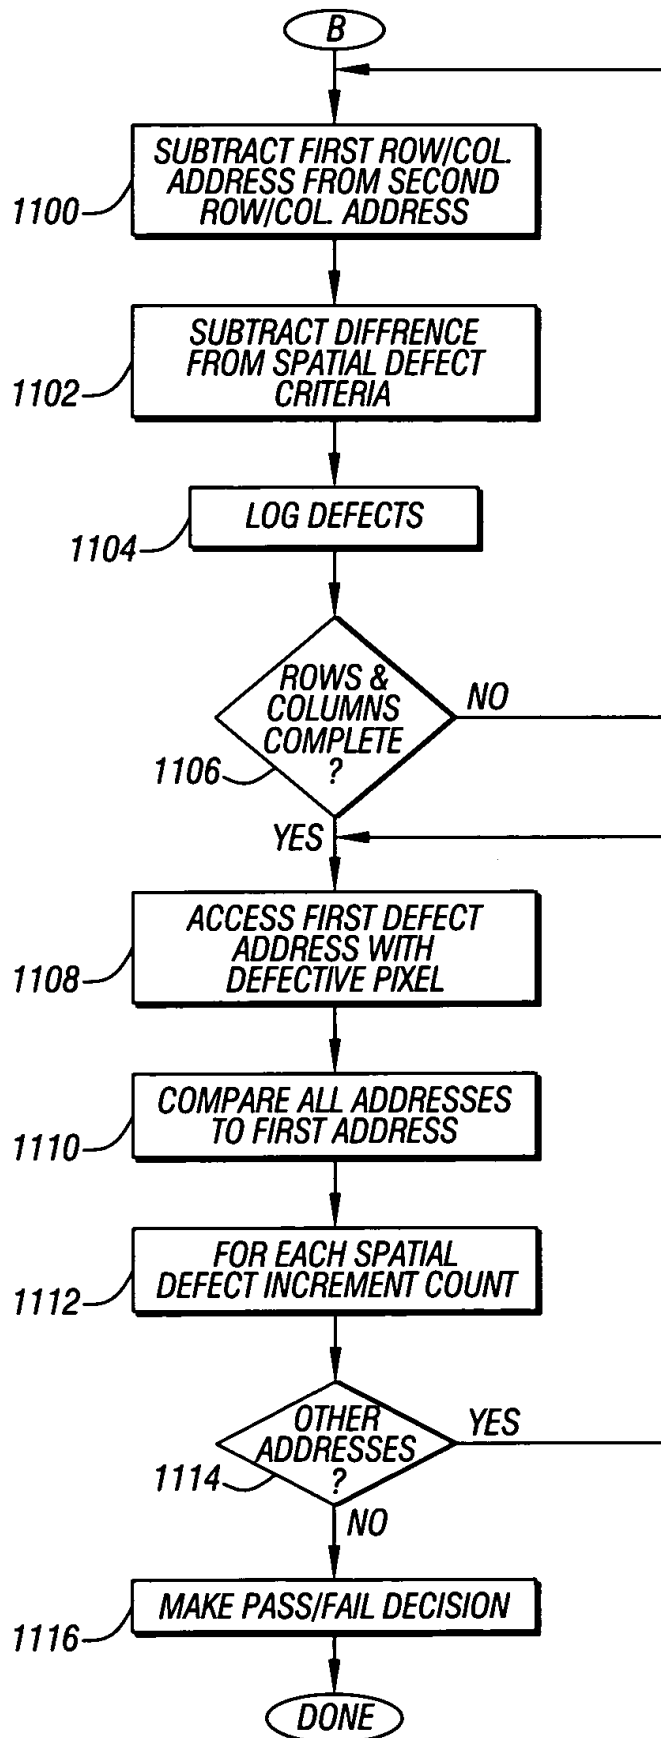 B
SUBTRACT FIRST ROW/COL.
ADDRESS FROM SECOND
ROW/COL. ADDRESS
1100
SUBTRACT DIFFRENCE
FROM SPATIAL DEFECT
CRITERIA
1102
LOG DEFECTS
1104
ROWS &
COLUMNS
COMPLETE
?
NO
1106
YES
ACCESS FIRST DEFECT
ADDRESS WITH
DEFECTIVE PIXEL
1108
COMPARE ALL ADDRESSES
TO FIRST ADDRESS
1110
FOR EACH SPATIAL
DEFECT INCREMENT COUNT
1112
OTHER
ADDRESSES
?
YES
1114
NO
MAKE PASS/FAIL DECISION
1116
DONE